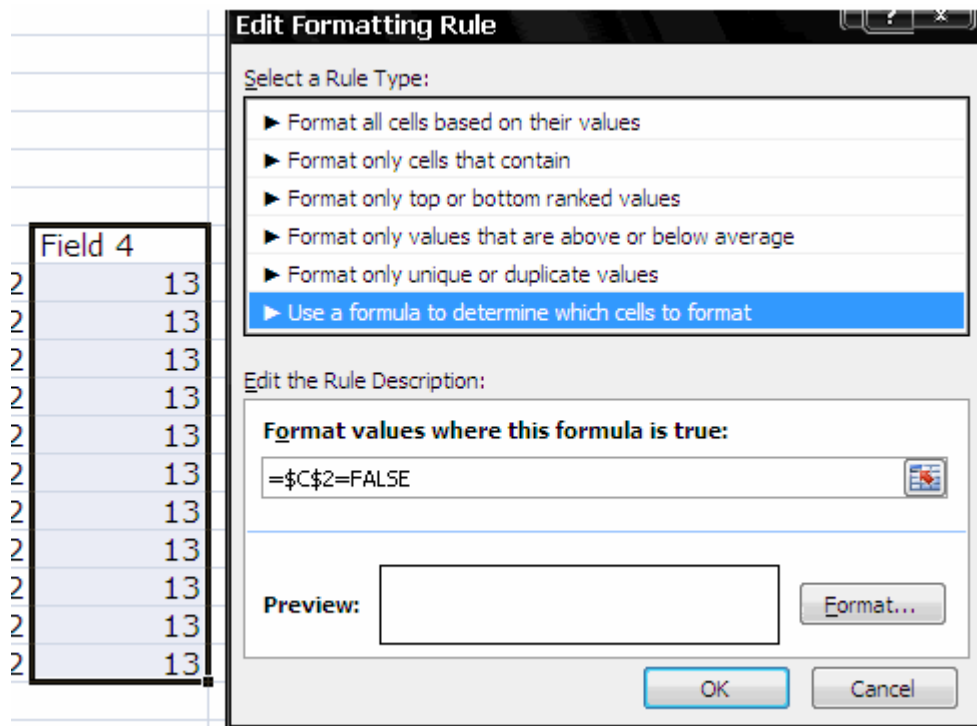 Edit Formatting Rule
? x
Select a Rule Type:
► Format all cells based on their values
► Format only cells that contain
► Format only top or bottom ranked values
► Format only values that are above or below average
► Format only unique or duplicate values
► Use a formula to determine which cells to format
Edit the Rule Description:
Format values where this formula is true:
=$C$2=FALSE
Preview:
Format...
OK
Cancel
Field 4
2 13
2 13
2 13
2 13
2 13
2 13
2 13
2 13
2 13
2 13
2 13